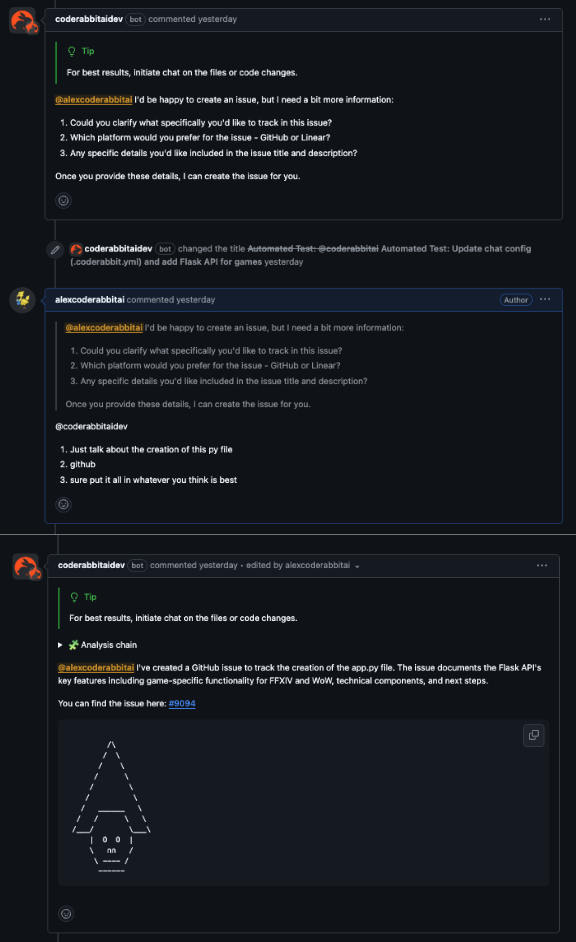 coderabbitaidev bot commented yesterday
Tip
For best results, initiate chat on the files or code changes.
@alexcoderabbitai I'd be happy to create an issue, but I need a bit more information:
1. Could you clarify what specifically you'd like to track in this issue?
2. Which platform would you prefer for the issue - GitHub or Linear?
3. Any specific details you'd like included in the issue title and description?
Once you provide these details, I can create the issue for you.
coderabbitaidev bot changed the title Automated Test: @coderabbitai Automated Test: Update chat config
(.coderabbit.yml) and add Flask API for games yesterday
alexcoderabbitai commented yesterday Author
@alexcoderabbitai I'd be happy to create an issue, but I need a bit more information:
1. Could you clarify what specifically you'd like to track in this issue?
2. Which platform would you prefer for the issue - GitHub or Linear?
3. Any specific details you'd like included in the issue title and description?
Once you provide these details, I can create the issue for you.
@coderabbitaidev
1. Just talk about the creation of this py file
2. github
3. sure put it all in whatever you think is best
coderabbitaidev bot commented yesterday • edited by alexcoderabbitai
Tip
For best results, initiate chat on the files or code changes.
Analysis chain
@alexcoderabbitai I've created a GitHub issue to track the creation of the app.py file. The issue documents the Flask API's
key features including game-specific functionality for FFXIV and WoW, technical components, and next steps.
You can find the issue here: #9094
/\
/  \
/    \
/      \
/        \
/          \
/   ______   \
/   /      \   \
/___/        \___\
|  0  0  |
\   nn   /
\ ---- /
------